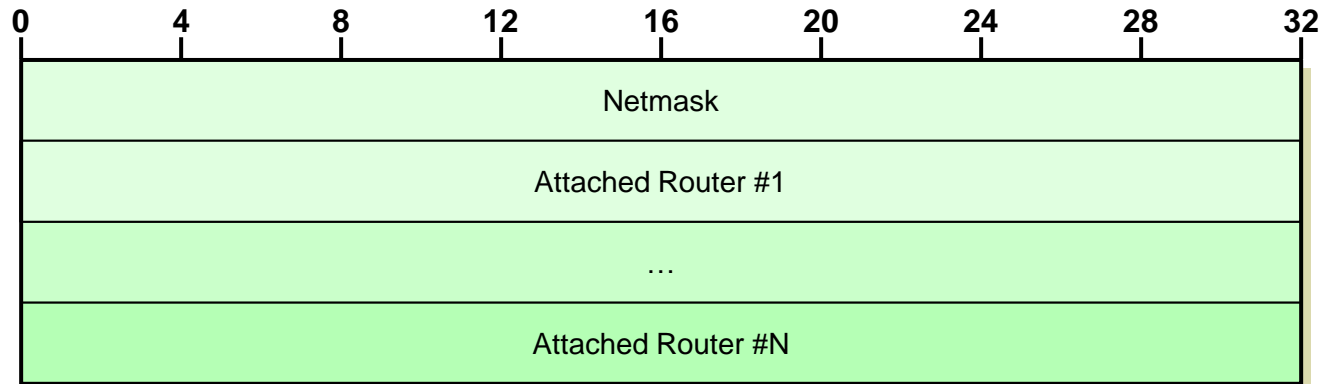 0 4 8 12 16 20 24 28 32
Netmask
Attached Router #1
…
Attached Router #N